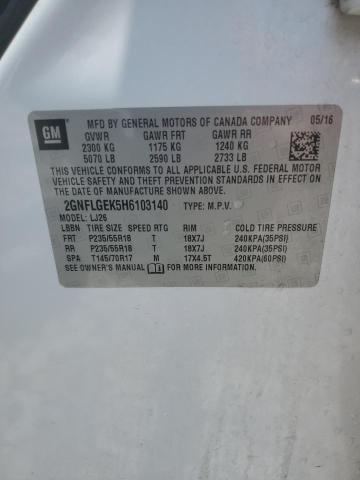 GM
MFD BY GENERAL MOTORS OF CANADA COMPANY 05/16
GVWR GAWR FRT GAWR RR
2300 KG 1175 KG 1240 KG
5070 LB 2590 LB 2733 LB
THIS VEHICLE CONFORMS TO ALL APPLICABLE U.S. FEDERAL MOTOR
VEHICLE SAFETY, BUMPER, AND THEFT PREVENTION STANDARDS
IN EFFECT ON THE DATE OF MANUFACTURE SHOWN ABOVE.
2GNFLGEK5H6103140 TYPE: M.P.V.
MODEL: LJ26
LBBN TIRE SIZE SPEED RTG RIM COLD TIRE PRESSURE
FRT P235/55R18 T 18X7J 240KPA(35PSI)
RR P235/55R18 T 18X7J 240KPA(35PSI)
SPA T145/70R17 M 17X4.5T 420KPA(60PSI)
SEE OWNER'S MANUAL FOR MORE INFORMATION.